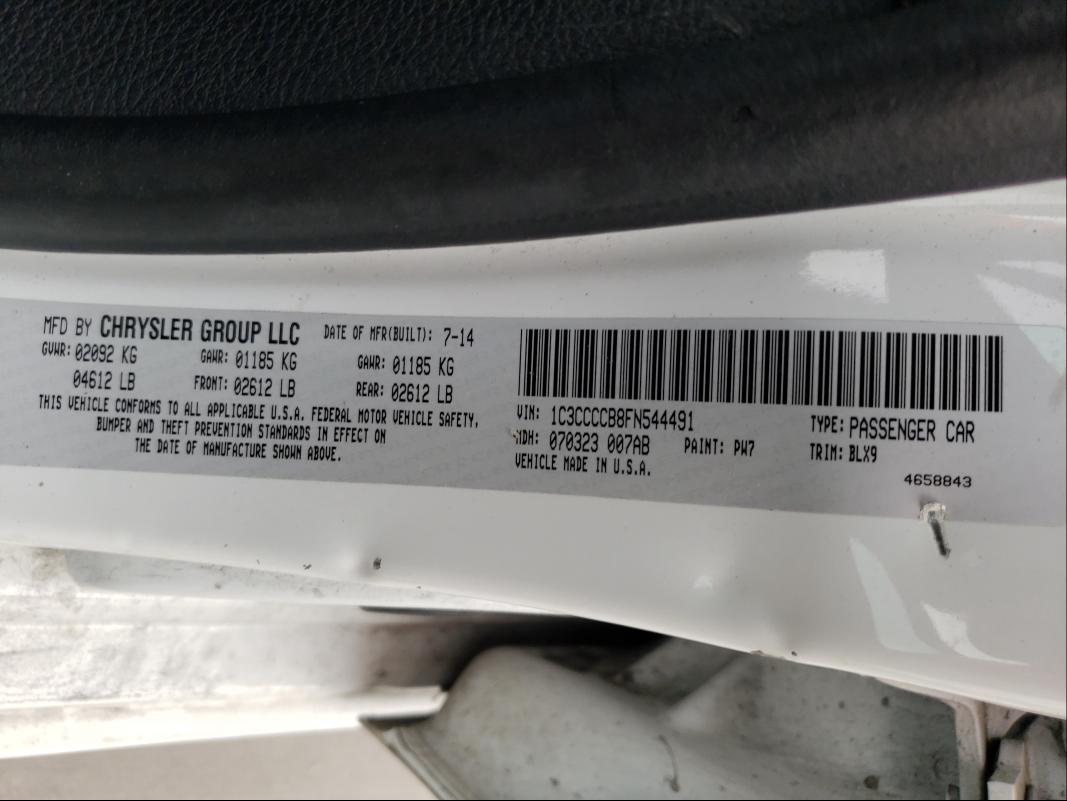 MFD BY CHRYSLER GROUP LLC DATE OF MFR(BUILT): 7-14
GVWR: 02092 KG GAWR: 01185 KG GAWR: 01185 KG
04612 LB FRONT: 02612 LB REAR: 02612 LB
THIS VEHICLE CONFORMS TO ALL APPLICABLE U.S.A. FEDERAL MOTOR VEHICLE SAFETY,
BUMPER AND THEFT PREVENTION STANDARDS IN EFFECT ON
THE DATE OF MANUFACTURE SHOWN ABOVE.
VIN: 1C3CCCCB8FN544491 TYPE: PASSENGER CAR
MDH: 070323 007AB PAINT: PW7 TRIM: BLX9
VEHICLE MADE IN U.S.A.
4658843